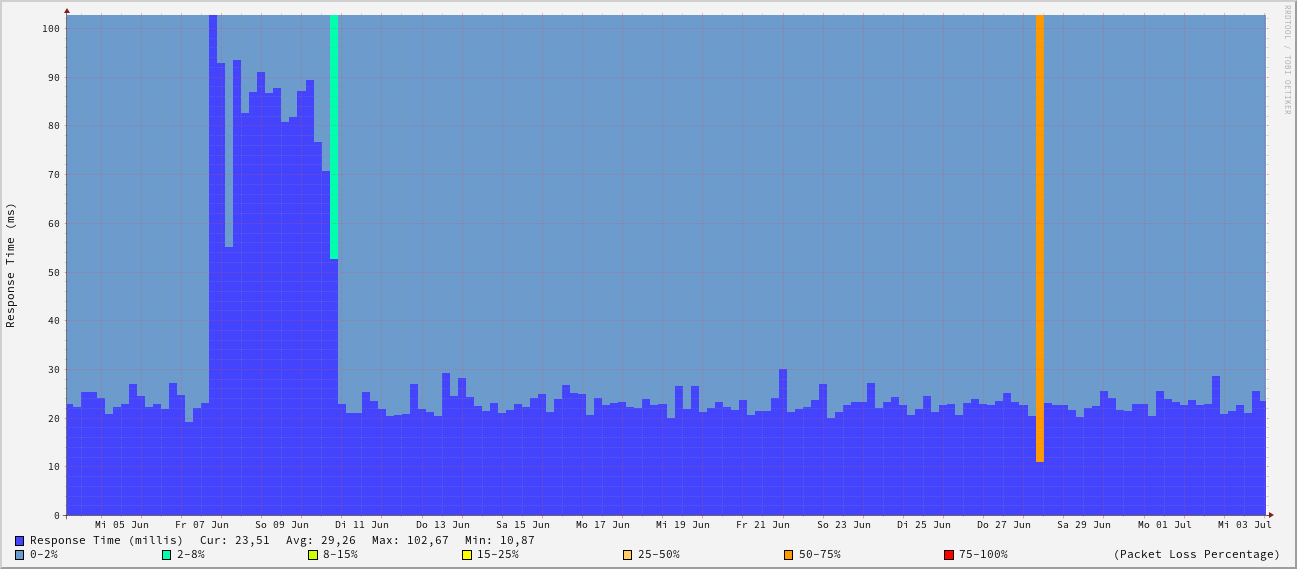 RRDTOOL / TOBI OETIKER
Response Time (ms)
100
90
80
70
60
50
40
30
20
10
0
Mi 05 Jun Fr 07 Jun So 09 Jun Di 11 Jun Do 13 Jun Sa 15 Jun Mo 17 Jun Mi 19 Jun Fr 21 Jun So 23 Jun Di 25 Jun Do 27 Jun Sa 29 Jun Mo 01 Jul Mi 03 Jul
Response Time (millis) Cur: 23,51 Avg: 29,26 Max: 102,67 Min: 10,87
0-2% 2-8% 8-15% 15-25% 25-50% 50-75% 75-100% (Packet Loss Percentage)